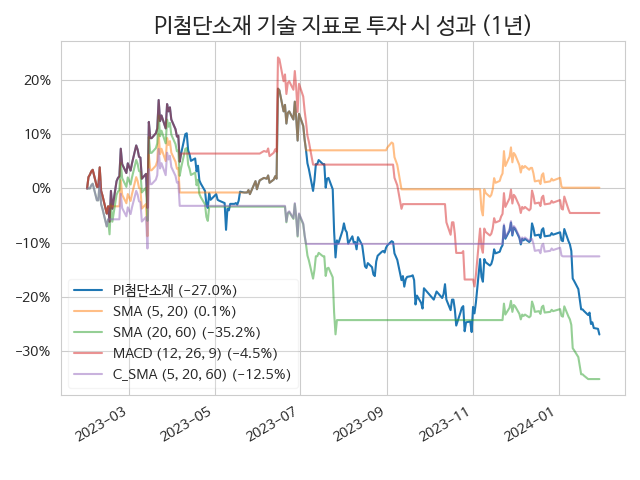 PI첨단소재 기술 지표로 투자 시 성과 (1년)
20%
10%
0%
−10%
−20%
−30%
PI첨단소재 (−27.0%)
SMA (5, 20) (0.1%)
SMA (20, 60) (−35.2%)
MACD (12, 26, 9) (−4.5%)
C_SMA (5, 20, 60) (−12.5%)
2023−03
2023−05
2023−07
2023−09
2023−11
2024−01